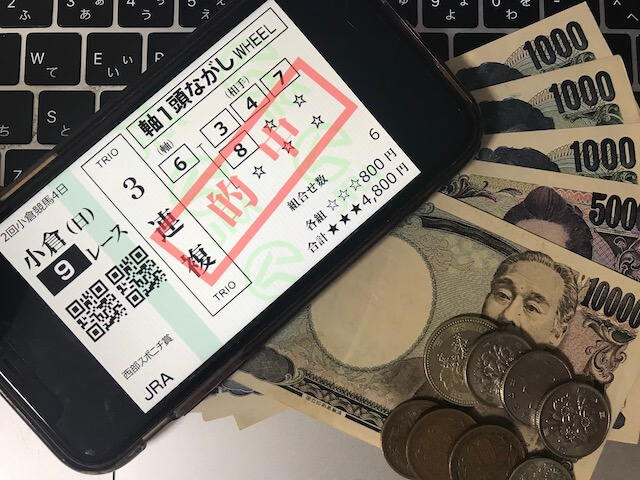 2回小倉競馬4日
小倉(日)
9 レース
西部スポニチ賞
JRA
TRIO
3連複
TRIO
軸1頭ながし WHEEL
(軸) (相手)
6 - 3 4 7
8 ☆ ☆
☆ ☆ ☆
的中
組合せ数 6
各組 ☆☆☆800円
合計 ★★★4,800円
1000
1000
1000
5000
10000
W
て
E
い
R
す